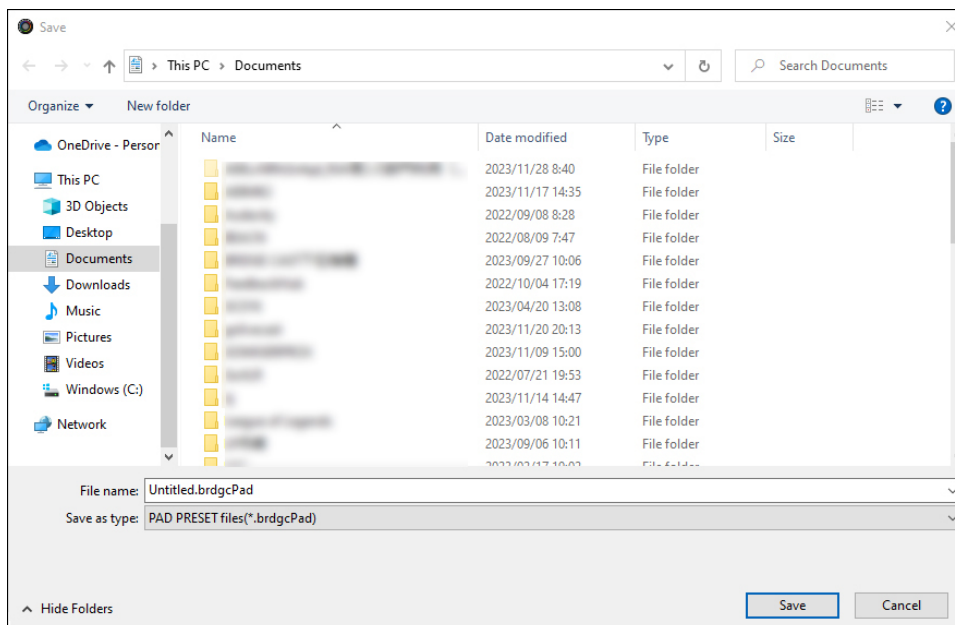 Save
This PC > Documents
Search Documents
Organize
New folder
Name
Date modified
Type
Size
OneDrive - Person
This PC
3D Objects
Desktop
Documents
Downloads
Music
Pictures
Videos
Windows (C:)
Network
2023/11/28 8:40 File folder
2023/11/17 14:35 File folder
2022/09/08 8:28 File folder
2022/08/09 7:47 File folder
2023/09/27 10:06 File folder
2022/10/04 17:19 File folder
2023/04/20 13:08 File folder
2023/11/20 20:13 File folder
2023/11/09 15:00 File folder
2022/07/21 19:53 File folder
2023/11/14 14:47 File folder
2023/03/08 10:21 File folder
2023/09/06 10:11 File folder
File name: Untitled.brdgcPad
Save as type: PAD PRESET files(*.brdgcPad)
Hide Folders
Save
Cancel